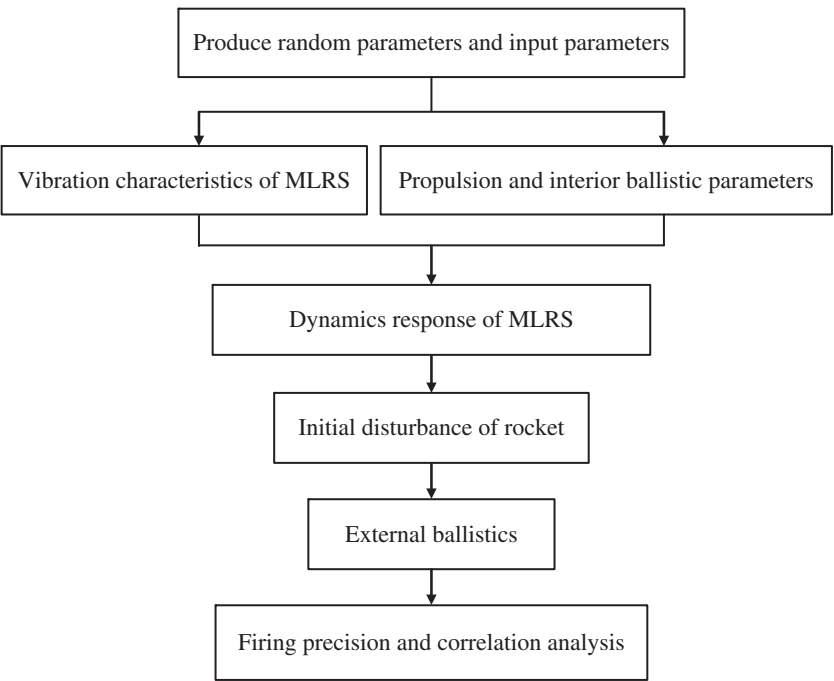 Produce random parameters and input parameters
Vibration characteristics of MLRS
Propulsion and interior ballistic parameters
Dynamics response of MLRS
Initial disturbance of rocket
External ballistics
Firing precision and correlation analysis